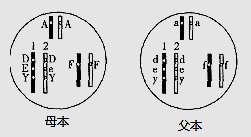 A A a a
1 2 1 2
D D d d
E e e e
Y Y y y
F F f f
母本 父本